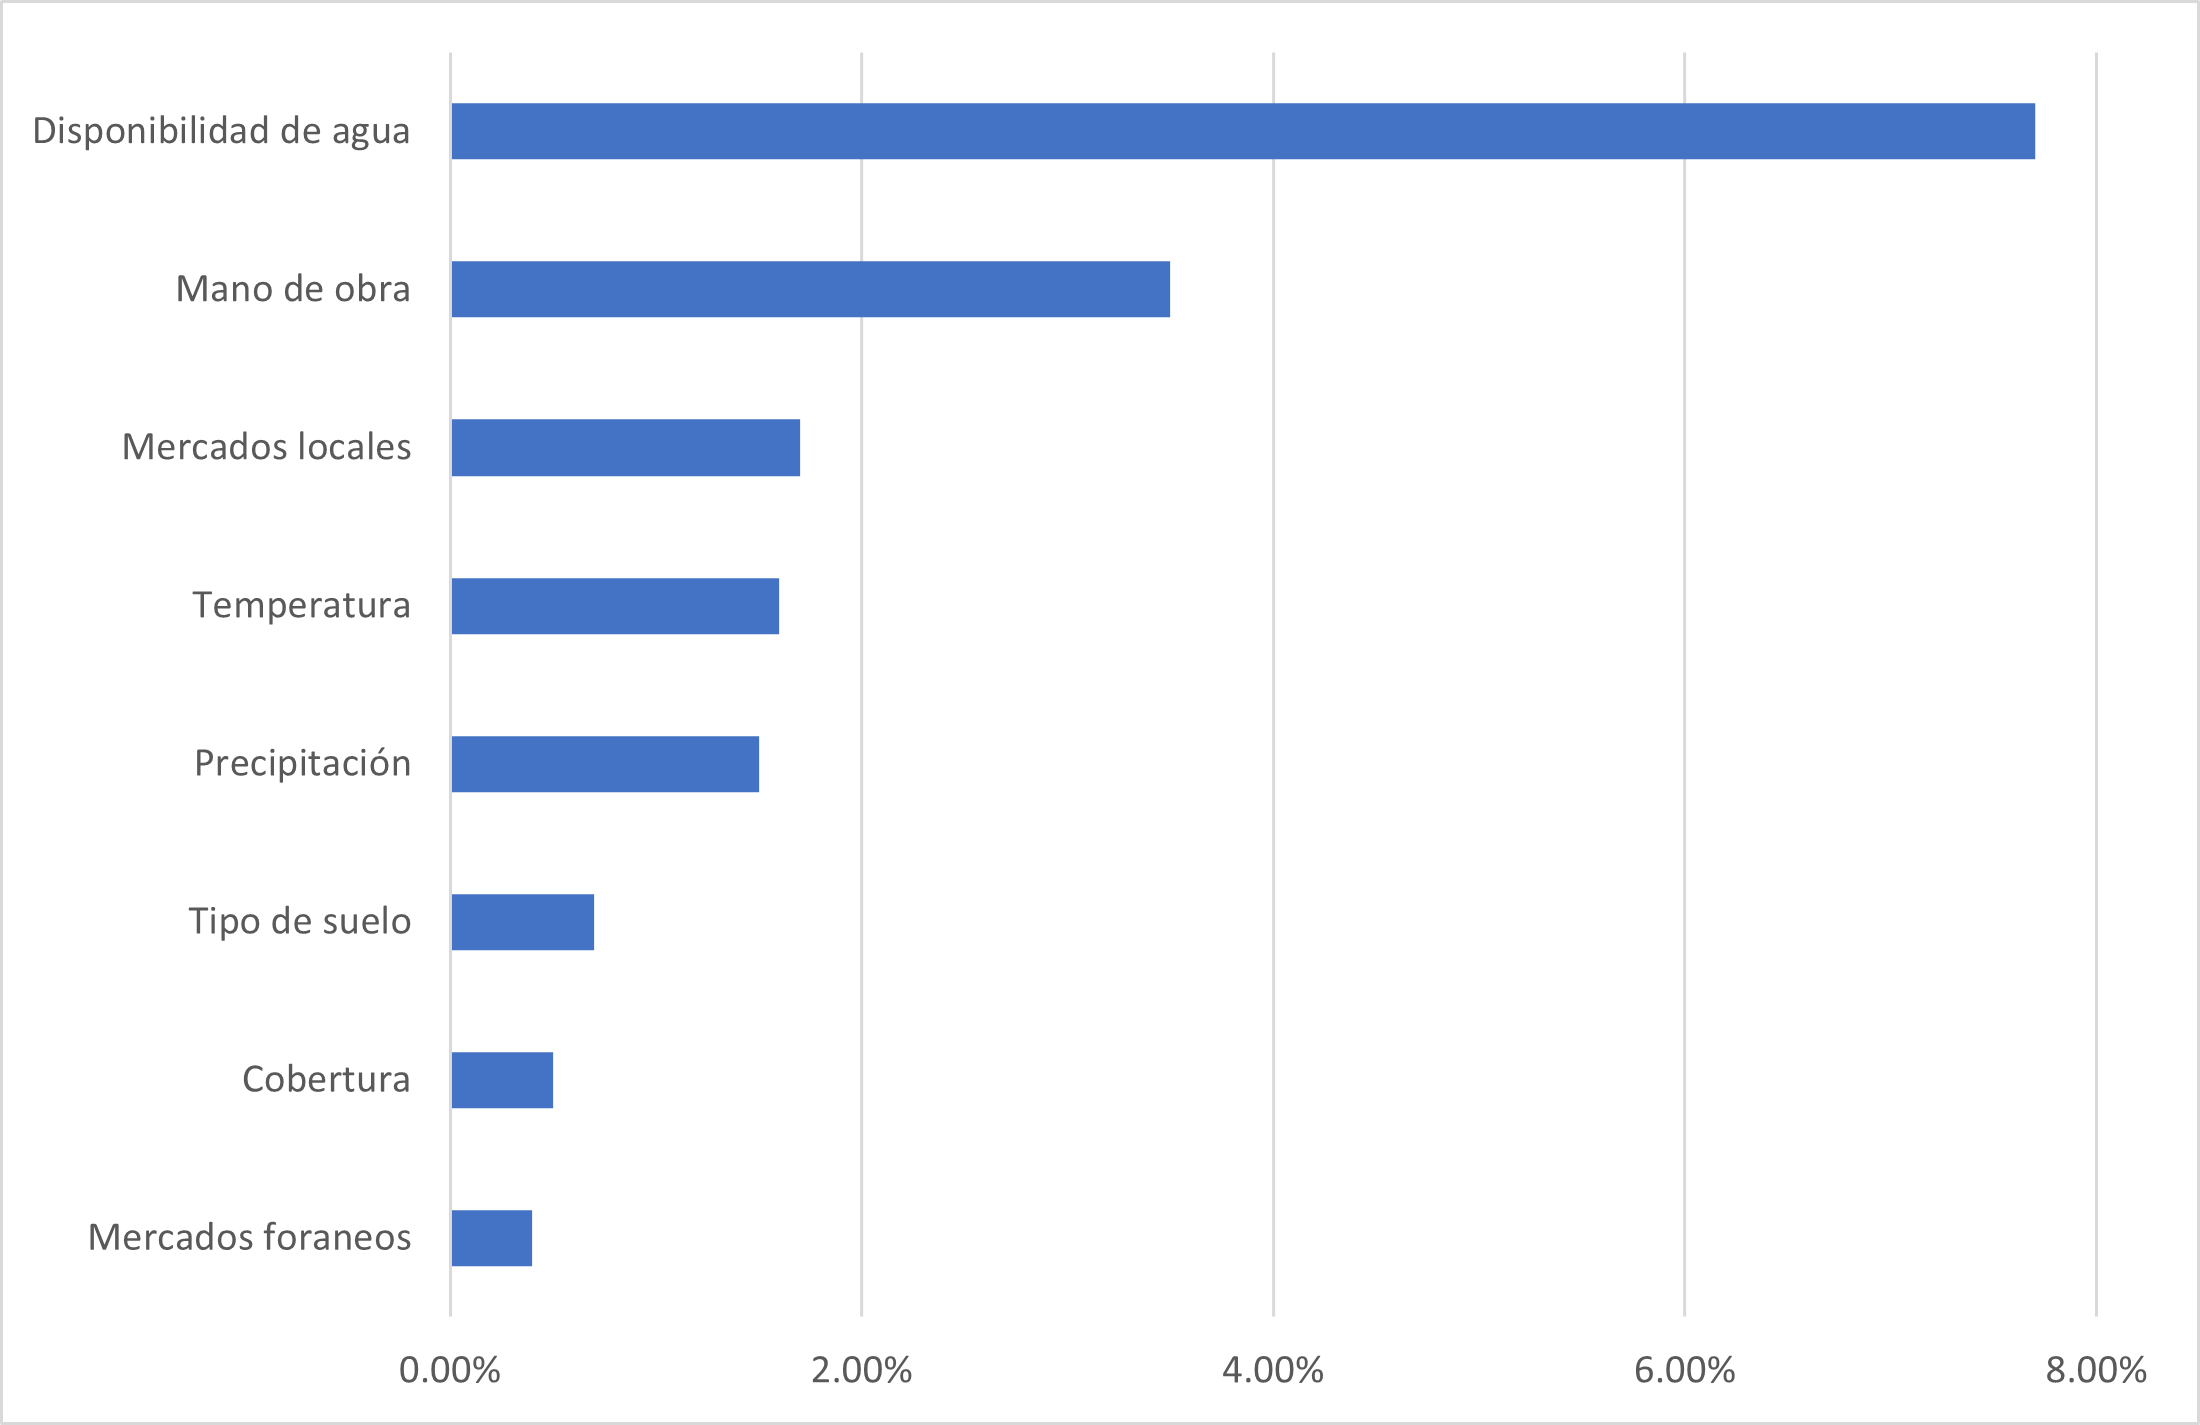 Disponibilidad de agua
Mano de obra
Mercados locales
Temperatura
Precipitación
Tipo de suelo
Cobertura
Mercados foraneos
0.00% 2.00% 4.00% 6.00% 8.00%